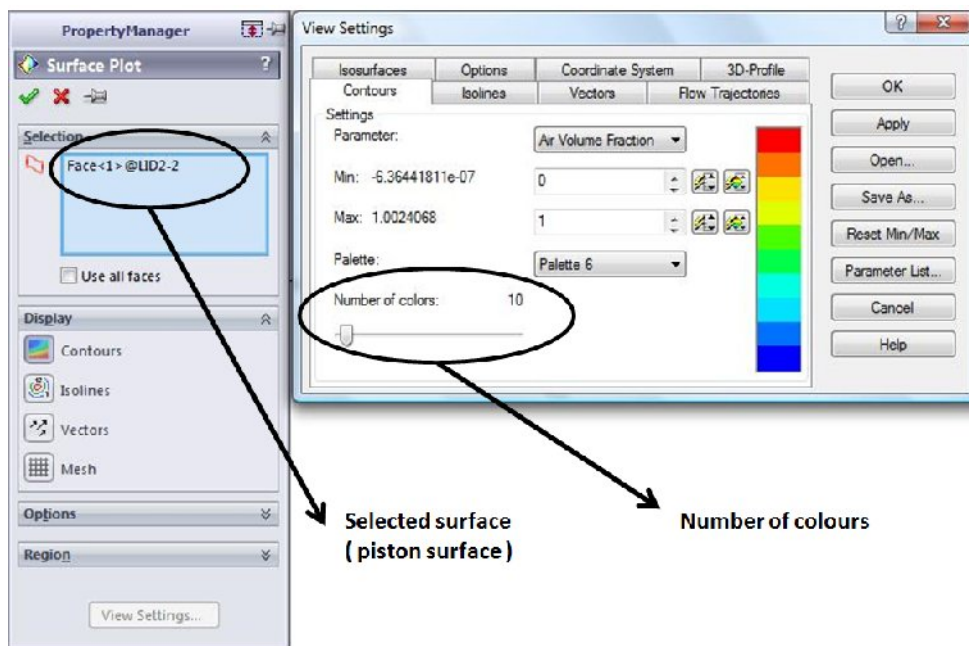 PropertyManager
Surface Plot
?
Selection
Face<1>@LID2-2
Use all faces
Display
Contours
Isolines
Vectors
Mesh
Options
Region
View Settings...
View Settings
?
Isosurfaces Options Coordinate System 3D-Profile
Contours Isolines Vectors Flow Trajectories
Settings
Parameter: Air Volume Fraction
Min: -6.36441811e-07 0
Max: 1.0024068 1
Palette: Palette 6
Number of colors: 10
OK
Apply
Open...
Save As...
Reset Min/Max
Parameter List...
Cancel
Help
Selected surface
( piston surface )
Number of colours